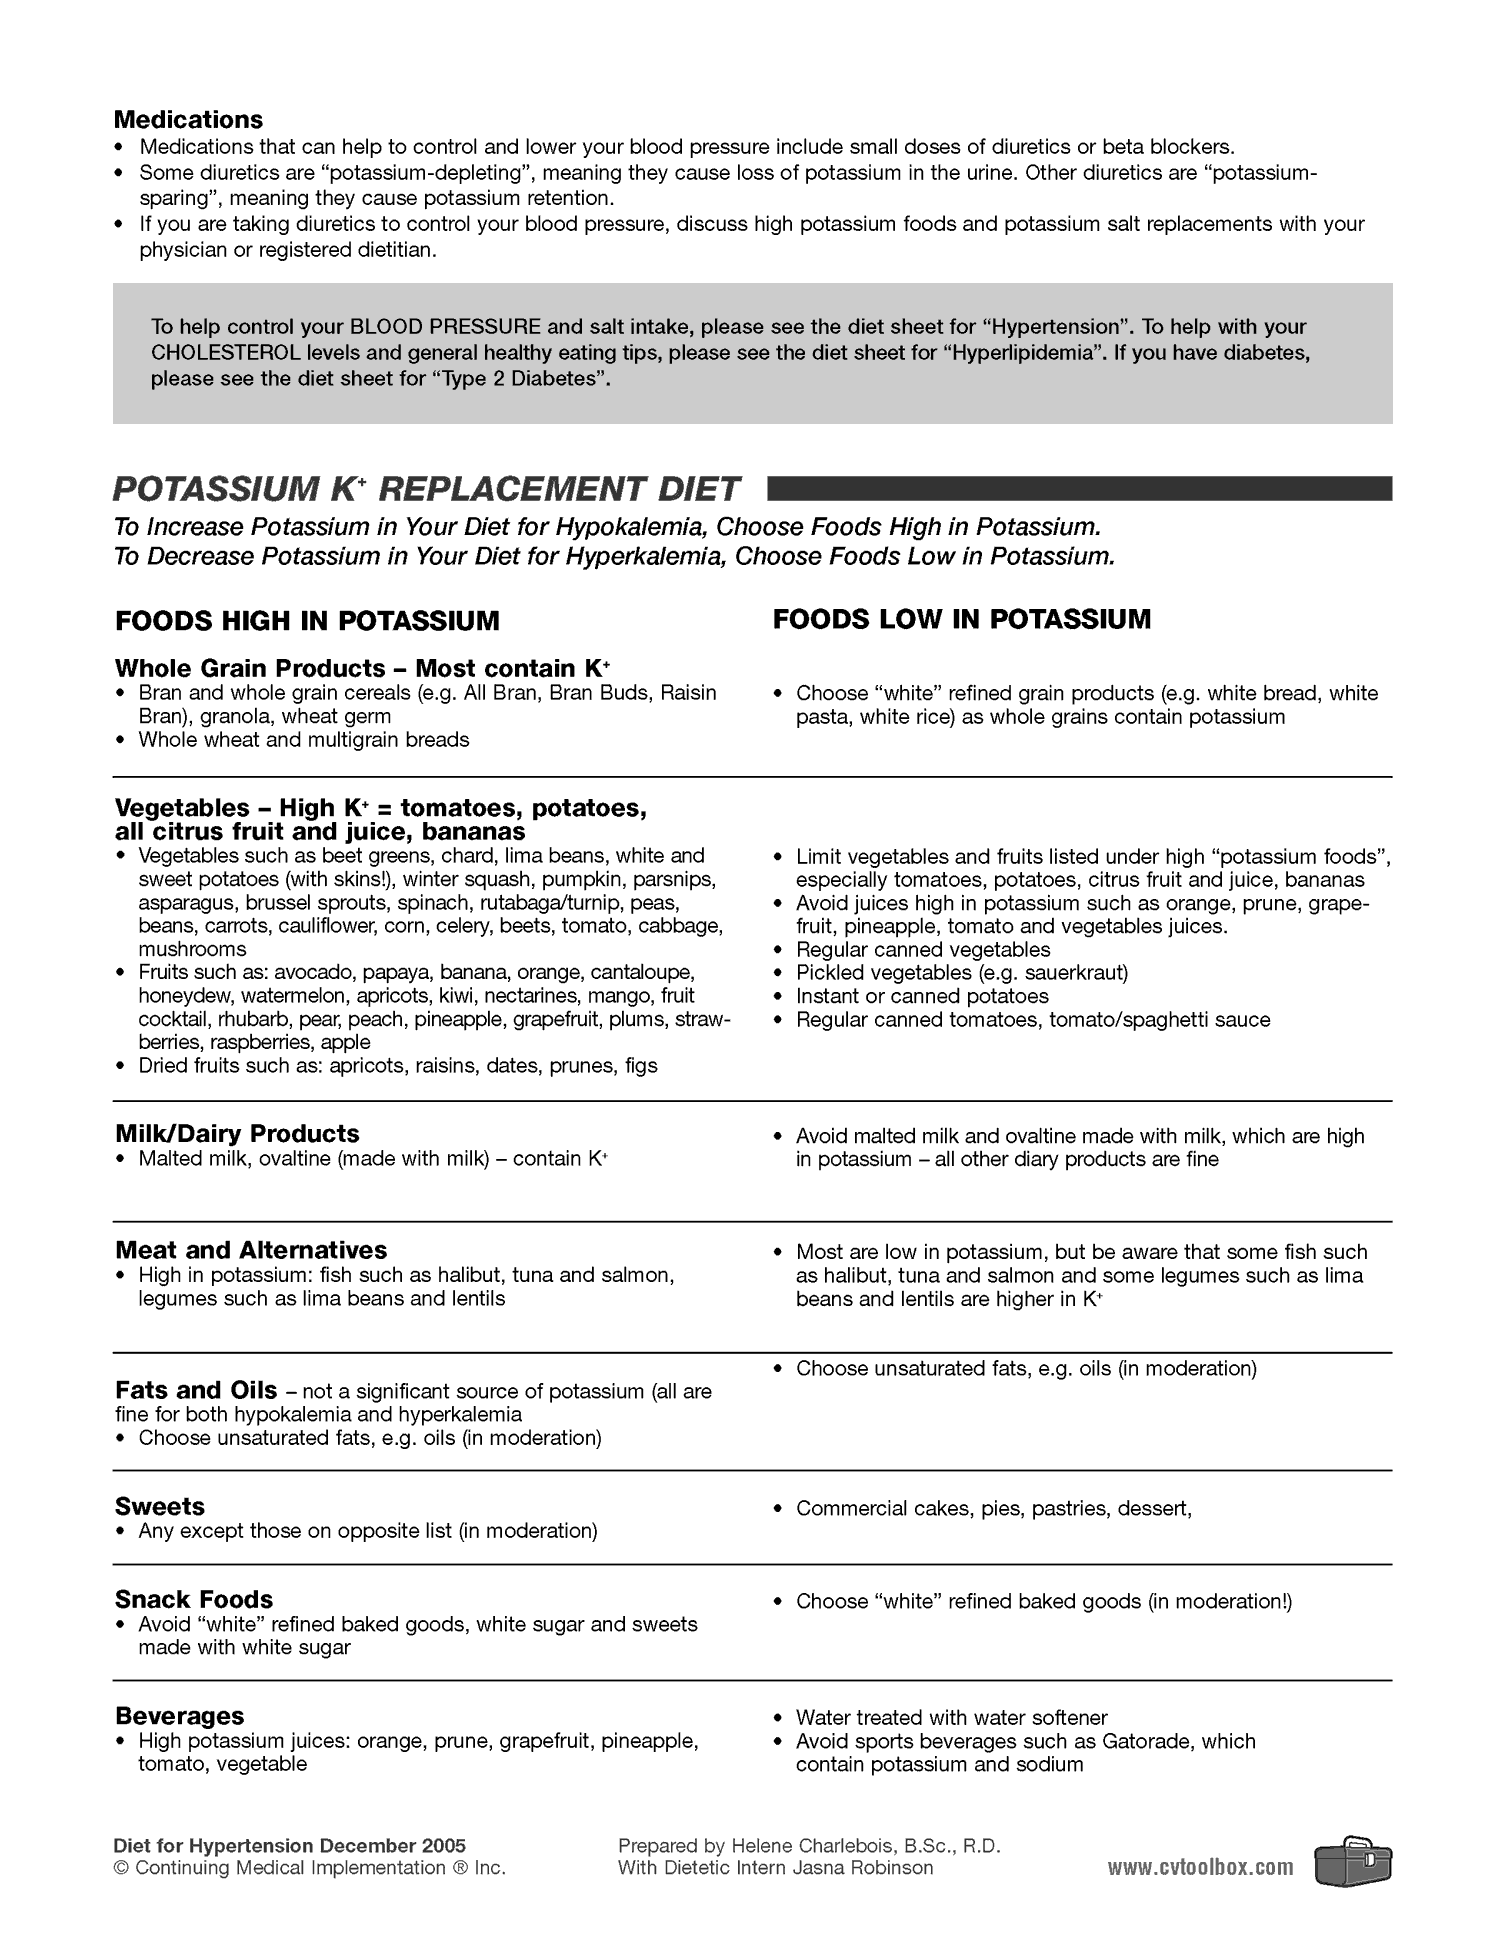 Medications
• Medications that can help to control and lower your blood pressure include small doses of diuretics or beta blockers.
• Some diuretics are “potassium-depleting”, meaning they cause loss of potassium in the urine. Other diuretics are “potassium-
sparing”, meaning they cause potassium retention.
• If you are taking diuretics to control your blood pressure, discuss high potassium foods and potassium salt replacements with your
physician or registered dietitian.
To help control your BLOOD PRESSURE and salt intake, please see the diet sheet for “Hypertension”. To help with your
CHOLESTEROL levels and general healthy eating tips, please see the diet sheet for “Hyperlipidemia”. If you have diabetes,
please see the diet sheet for “Type 2 Diabetes”.
POTASSIUM K⁺ REPLACEMENT DIET
To Increase Potassium in Your Diet for Hypokalemia, Choose Foods High in Potassium.
To Decrease Potassium in Your Diet for Hyperkalemia, Choose Foods Low in Potassium.
FOODS HIGH IN POTASSIUM
FOODS LOW IN POTASSIUM
Whole Grain Products – Most contain K⁺
• Bran and whole grain cereals (e.g. All Bran, Bran Buds, Raisin
Bran), granola, wheat germ
• Whole wheat and multigrain breads
• Choose “white” refined grain products (e.g. white bread, white
pasta, white rice) as whole grains contain potassium
Vegetables – High K⁺ = tomatoes, potatoes,
all citrus fruit and juice, bananas
• Vegetables such as beet greens, chard, lima beans, white and
sweet potatoes (with skins!), winter squash, pumpkin, parsnips,
asparagus, brussel sprouts, spinach, rutabaga/turnip, peas,
beans, carrots, cauliflower, corn, celery, beets, tomato, cabbage,
mushrooms
• Fruits such as: avocado, papaya, banana, orange, cantaloupe,
honeydew, watermelon, apricots, kiwi, nectarines, mango, fruit
cocktail, rhubarb, pear, peach, pineapple, grapefruit, plums, straw-
berries, raspberries, apple
• Dried fruits such as: apricots, raisins, dates, prunes, figs
• Limit vegetables and fruits listed under high “potassium foods”,
especially tomatoes, potatoes, citrus fruit and juice, bananas
• Avoid juices high in potassium such as orange, prune, grape-
fruit, pineapple, tomato and vegetables juices.
• Regular canned vegetables
• Pickled vegetables (e.g. sauerkraut)
• Instant or canned potatoes
• Regular canned tomatoes, tomato/spaghetti sauce
Milk/Dairy Products
• Malted milk, ovaltine (made with milk) – contain K⁺
• Avoid malted milk and ovaltine made with milk, which are high
in potassium – all other diary products are fine
Meat and Alternatives
• High in potassium: fish such as halibut, tuna and salmon,
legumes such as lima beans and lentils
• Most are low in potassium, but be aware that some fish such
as halibut, tuna and salmon and some legumes such as lima
beans and lentils are higher in K⁺
Fats and Oils – not a significant source of potassium (all are
fine for both hypokalemia and hyperkalemia
• Choose unsaturated fats, e.g. oils (in moderation)
• Choose unsaturated fats, e.g. oils (in moderation)
Sweets
• Any except those on opposite list (in moderation)
• Commercial cakes, pies, pastries, dessert,
Snack Foods
• Avoid “white” refined baked goods, white sugar and sweets
made with white sugar
• Choose “white” refined baked goods (in moderation!)
Beverages
• High potassium juices: orange, prune, grapefruit, pineapple,
tomato, vegetable
• Water treated with water softener
• Avoid sports beverages such as Gatorade, which
contain potassium and sodium
Diet for Hypertension December 2005
© Continuing Medical Implementation ® Inc.
Prepared by Helene Charlebois, B.Sc., R.D.
With Dietetic Intern Jasna Robinson
www.cvtoolbox.com